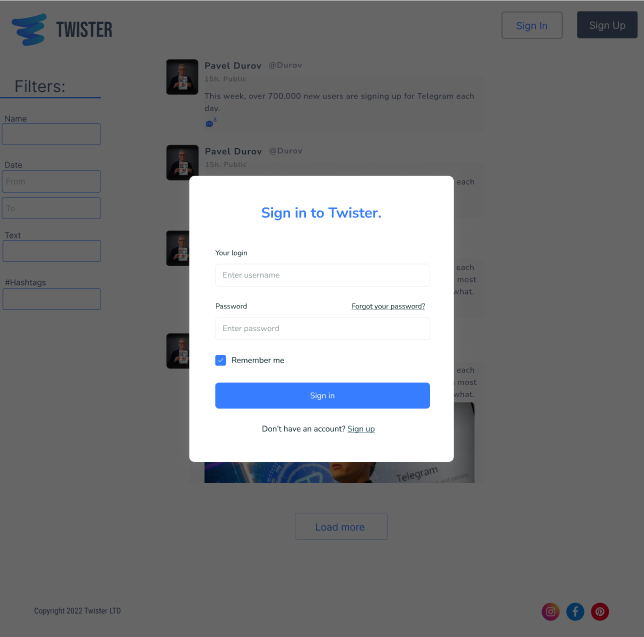 TWISTER
Sign In
Sign Up
Filters:
Name
Date
From
To
Text
#Hashtags
Pavel Durov @Durov
15h. Public
This week, over 700,000 new users are signing up for Telegram each
day.
Pavel Durov @Durov
15h. Public
each
each
most
what.
each
most
what.
Telegram
Sign in to Twister.
Your login
Enter username
Password
Forgot your password?
Enter password
Remember me
Sign in
Don't have an account? Sign up
Load more
Copyright 2022 Twister LTD